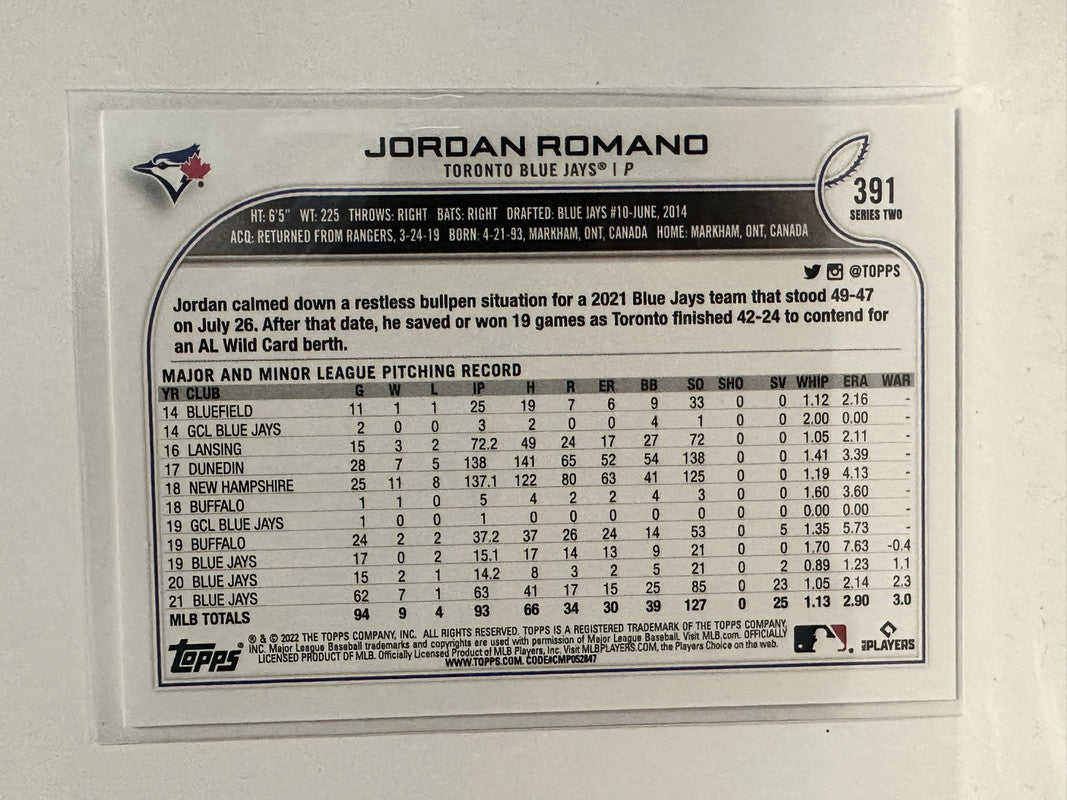 JORDAN ROMANO
TORONTO BLUE JAYS® | P
391
SERIES TWO
HT: 6'5" WT: 225 THROWS: RIGHT BATS: RIGHT DRAFTED: BLUE JAYS #10-JUNE, 2014
ACQ: RETURNED FROM RANGERS, 3-24-19 BORN: 4-21-93, MARKHAM, ONT, CANADA HOME: MARKHAM, ONT, CANADA
@TOPPS
Jordan calmed down a restless bullpen situation for a 2021 Blue Jays team that stood 49-47
on July 26. After that date, he saved or won 19 games as Toronto finished 42-24 to contend for
an AL Wild Card berth.
MAJOR AND MINOR LEAGUE PITCHING RECORD
YR CLUB G W L IP H R ER BB SO SHO SV WHIP ERA WAR
14 BLUEFIELD 11 1 1 25 19 7 6 9 33 0 0 1.12 2.16 -
14 GCL BLUE JAYS 2 0 0 3 2 0 0 4 1 0 0 2.00 0.00 -
16 LANSING 15 3 2 72.2 49 24 17 27 72 0 0 1.05 2.11 -
17 DUNEDIN 28 7 5 138 141 65 52 54 138 0 0 1.41 3.39 -
18 NEW HAMPSHIRE 25 11 8 137.1 122 80 63 41 125 0 0 1.19 4.13 -
18 BUFFALO 1 1 0 5 4 2 2 4 3 0 0 1.60 3.60 -
19 GCL BLUE JAYS 1 0 0 1 0 0 0 0 0 0 0 0.00 0.00 -
19 BUFFALO 24 2 2 37.2 37 26 24 14 53 0 5 1.35 5.73 -
19 BLUE JAYS 17 0 2 15.1 17 14 13 9 21 0 0 1.70 7.63 -0.4
20 BLUE JAYS 15 2 1 14.2 8 3 2 5 21 0 2 0.89 1.23 1.1
21 BLUE JAYS 62 7 1 63 41 17 15 25 85 0 23 1.05 2.14 2.3
MLB TOTALS 94 9 4 93 66 34 30 39 127 0 25 1.13 2.90 3.0
TOPPS®
® & © 2022 THE TOPPS COMPANY, INC. ALL RIGHTS RESERVED. TOPPS IS A REGISTERED TRADEMARK OF THE TOPPS COMPANY,
INC. Major League Baseball trademarks and copyrights are used with permission of Major League Baseball. Visit MLB.com. OFFICIALLY
LICENSED PRODUCT OF MLB. Officially Licensed Product of MLB Players, Inc. Visit MLBPLAYERS.COM, the Players Choice on the web.
WWW.TOPPS.COM. CODE#CMP052847
MLB PLAYERS